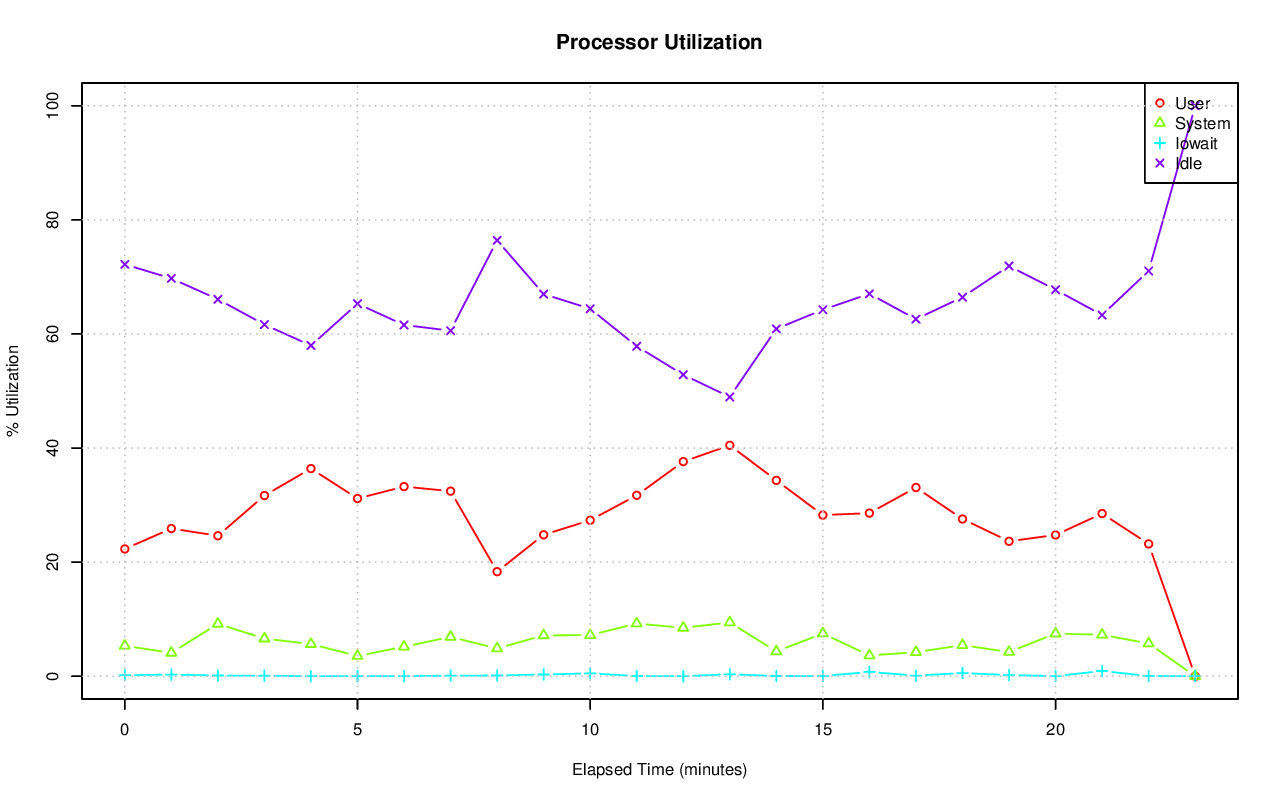 Processor Utilization
User
System
Iowait
Idle
% Utilization
100
80
60
40
20
0
0 5 10 15 20
Elapsed Time (minutes)